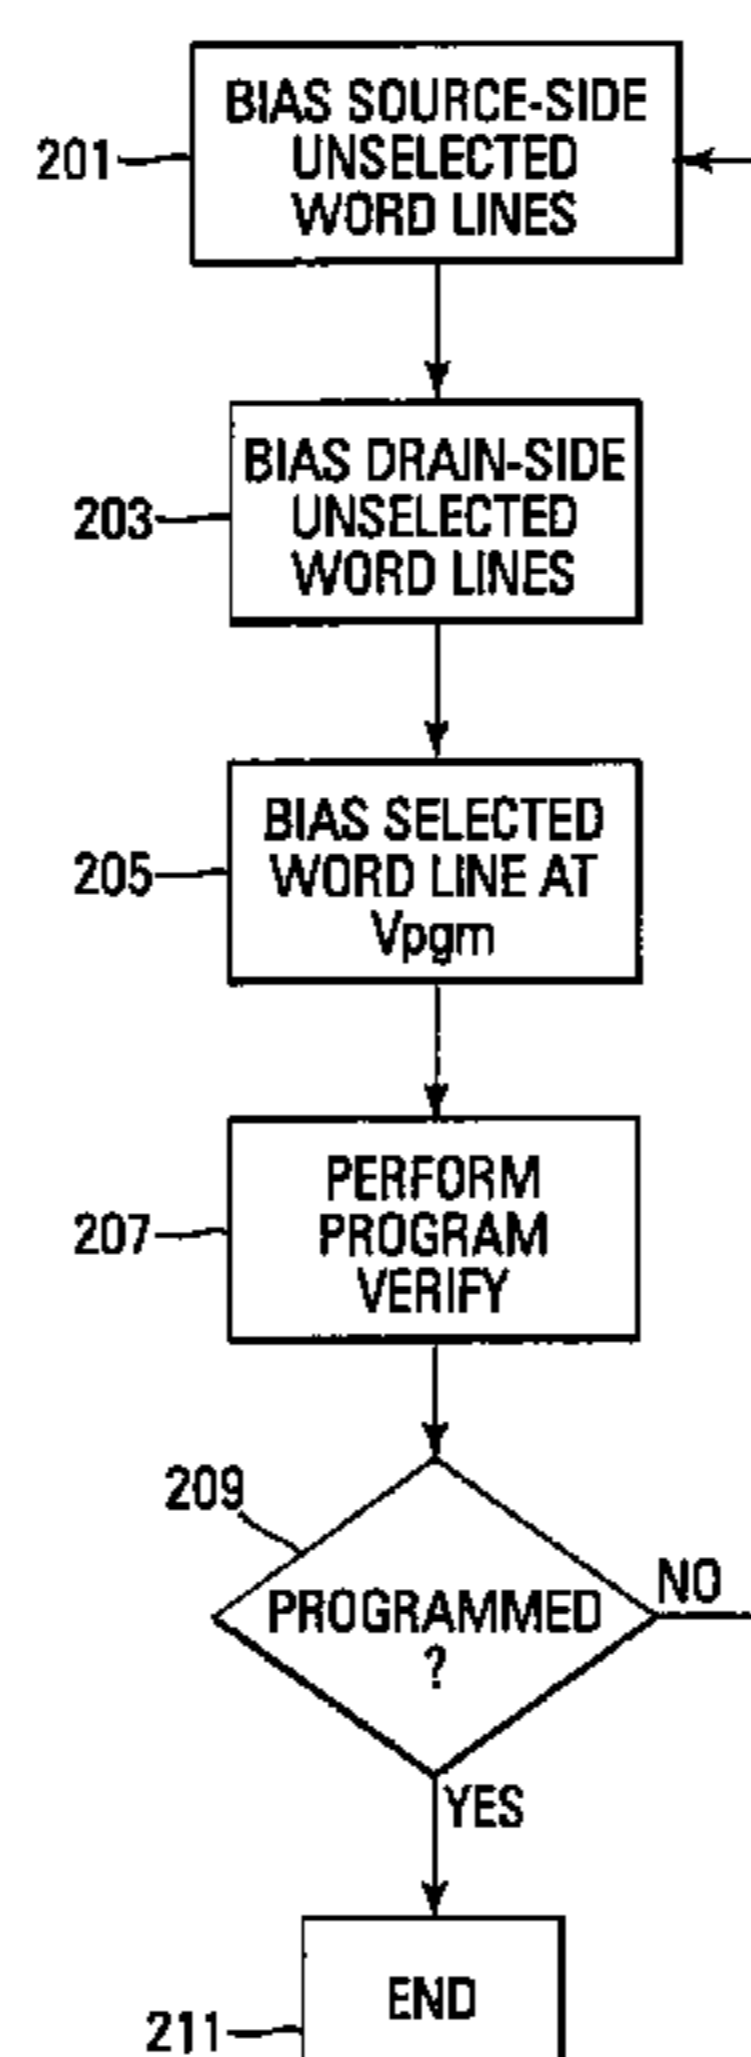 BIAS SOURCE-SIDE
UNSELECTED
WORD LINES
201
BIAS DRAIN-SIDE
UNSELECTED
WORD LINES
203
BIAS SELECTED
WORD LINE AT
Vpgm
205
PERFORM
PROGRAM
VERIFY
207
209
PROGRAMMED
?
NO
YES
END
211